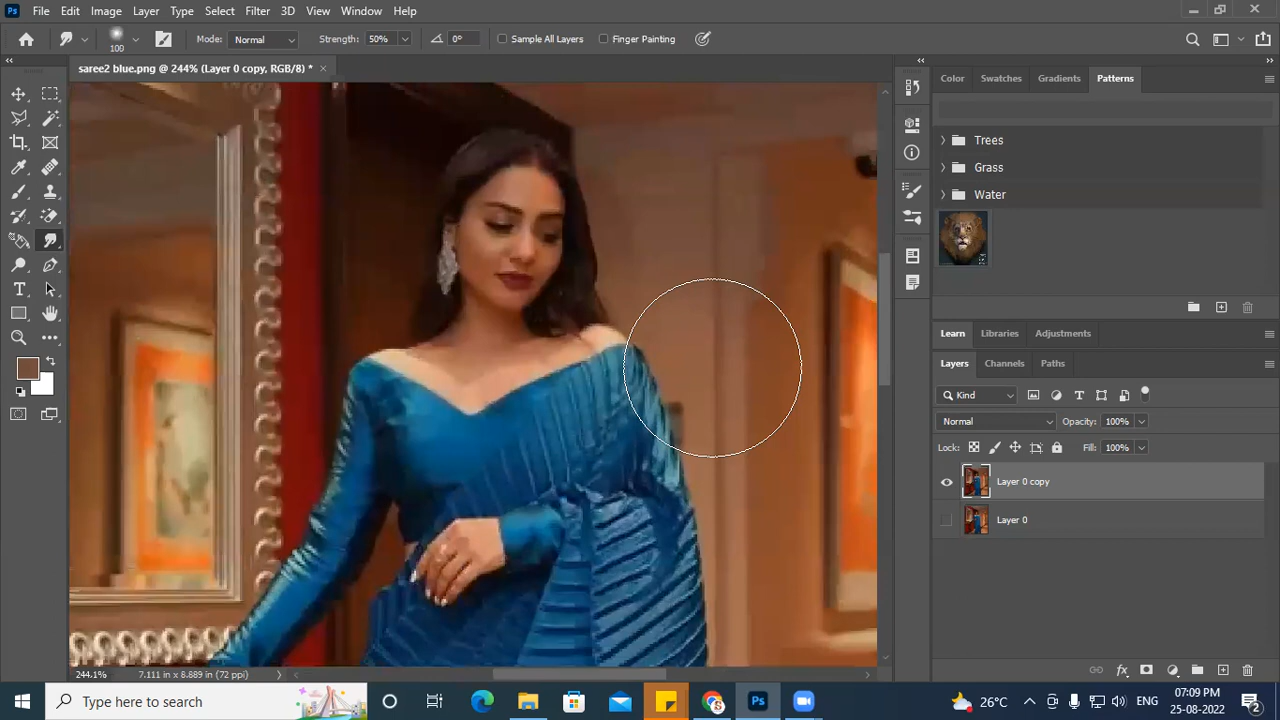 Ps File Edit Image Layer Type Select Filter 3D View Window Help
100 Mode: Normal Strength: 50% 0° Sample All Layers Finger Painting
saree2 blue.png @ 244% (Layer 0 copy, RGB/8) * ×
Color Swatches Gradients Patterns
Trees
Grass
Water
Learn Libraries Adjustments
Layers Channels Paths
Kind
Normal Opacity: 100%
Lock: Fill: 100%
Layer 0 copy
Layer 0
244.1% 7.111 in x 8.889 in (72 ppi)
Type here to search
Ps
26°C
ENG
07:09 PM
25-08-2022
2